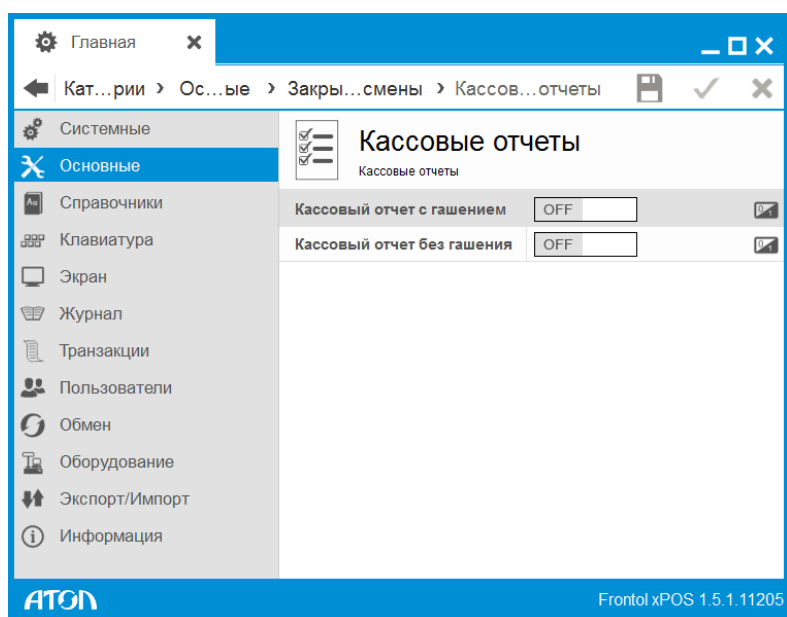 Главная
Кат...рии > Ос...ые > Закры...смены > Кассов...отчеты
Системные
Основные
Справочники
Клавиатура
Экран
Журнал
Транзакции
Пользователи
Обмен
Оборудование
Экспорт/Импорт
Информация
Кассовые отчеты
Кассовые отчеты
Кассовый отчет с гашением OFF
Кассовый отчет без гашения OFF
АТОЛ Frontol xPOS 1.5.1.11205